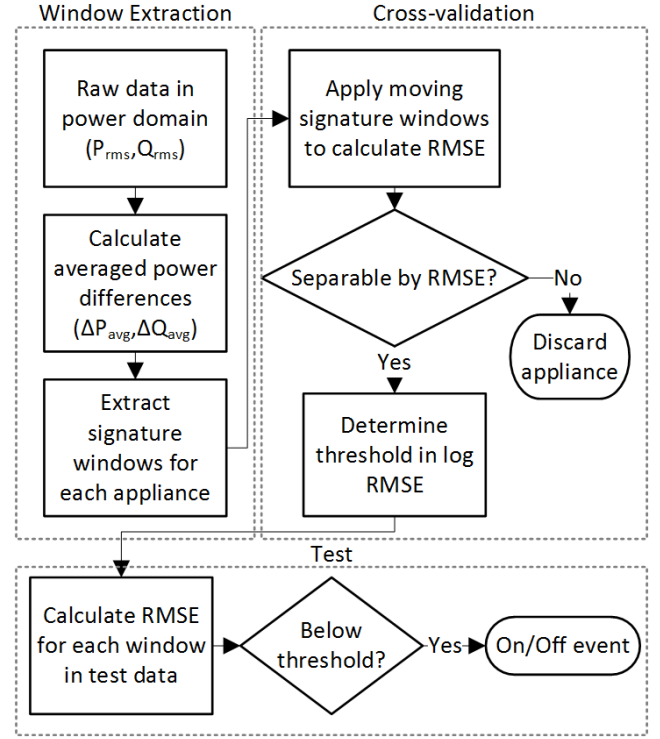 Window Extraction
Raw data in
power domain
(Prms,Qrms)
Calculate
averaged power
differences
(ΔPavg,ΔQavg)
Extract
signature
windows for
each appliance
Cross-validation
Apply moving
signature windows
to calculate RMSE
Separable by RMSE?
No
Discard
appliance
Yes
Determine
threshold in log
RMSE
Test
Calculate RMSE
for each window
in test data
Below
threshold?
Yes
On/Off event